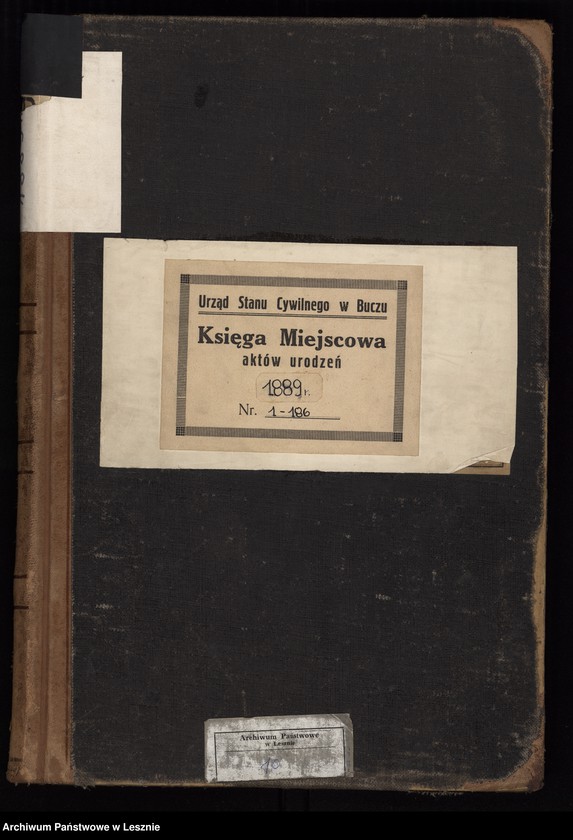 Urząd Stanu Cywilnego w Buczu
Księga Miejscowa
aktów urodzeń
1889 r.
Nr. 1-186
Archiwum Państwowe
w Lesznie
Archiwum Państwowe w Lesznie